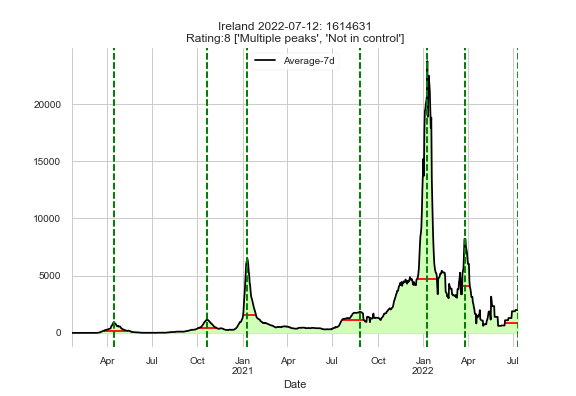 Ireland 2022-07-12: 1614631
Rating:8 ['Multiple peaks', 'Not in control']
Average-7d
20000
15000
10000
5000
0
Apr Jul Oct Jan Apr Jul Oct Jan Apr Jul
2021 2022
Date